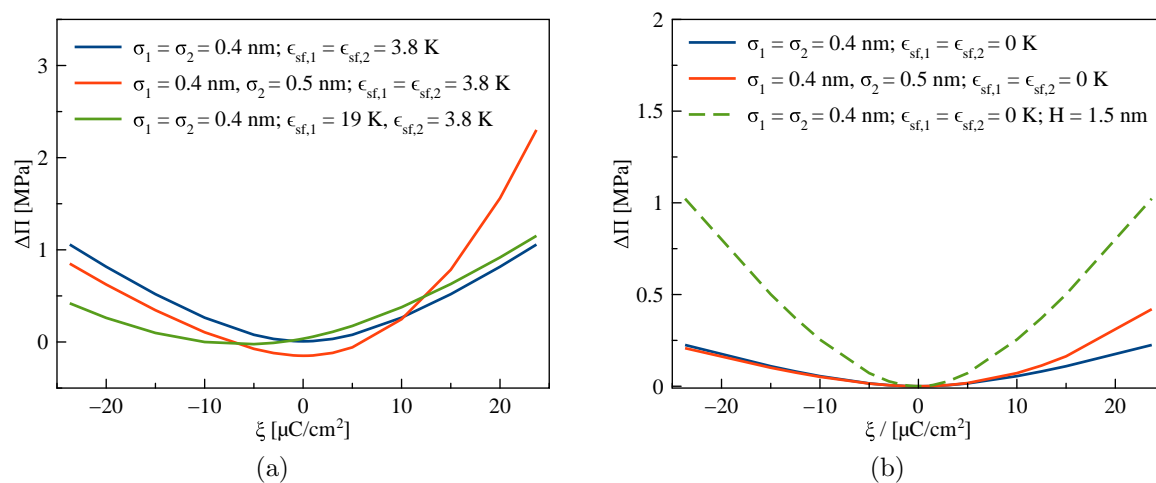 σ1 = σ2 = 0.4 nm; ϵsf,1 = ϵsf,2 = 3.8 K
σ1 = 0.4 nm, σ2 = 0.5 nm; ϵsf,1 = ϵsf,2 = 3.8 K
σ1 = σ2 = 0.4 nm; ϵsf,1 = 19 K, ϵsf,2 = 3.8 K
3
2
1
0
ΔΠ [MPa]
−20 −10 0 10 20
ξ [μC/cm²]
(a)
σ1 = σ2 = 0.4 nm; ϵsf,1 = ϵsf,2 = 0 K
σ1 = 0.4 nm, σ2 = 0.5 nm; ϵsf,1 = ϵsf,2 = 0 K
σ1 = σ2 = 0.4 nm; ϵsf,1 = ϵsf,2 = 0 K; H = 1.5 nm
2
1.5
1
0.5
0
ΔΠ [MPa]
−20 −10 0 10 20
ξ / [μC/cm²]
(b)